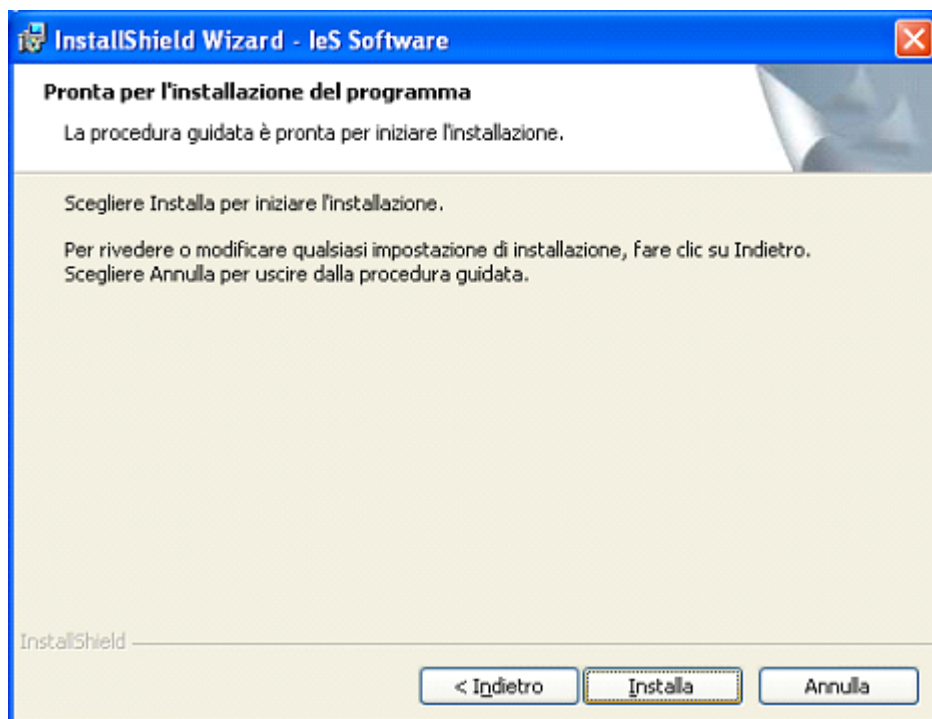 InstallShield Wizard - IeS Software
Pronta per l'installazione del programma
La procedura guidata è pronta per iniziare l'installazione.
Scegliere Installa per iniziare l'installazione.
Per rivedere o modificare qualsiasi impostazione di installazione, fare clic su Indietro.
Scegliere Annulla per uscire dalla procedura guidata.
InstallShield
< Indietro Installa Annulla